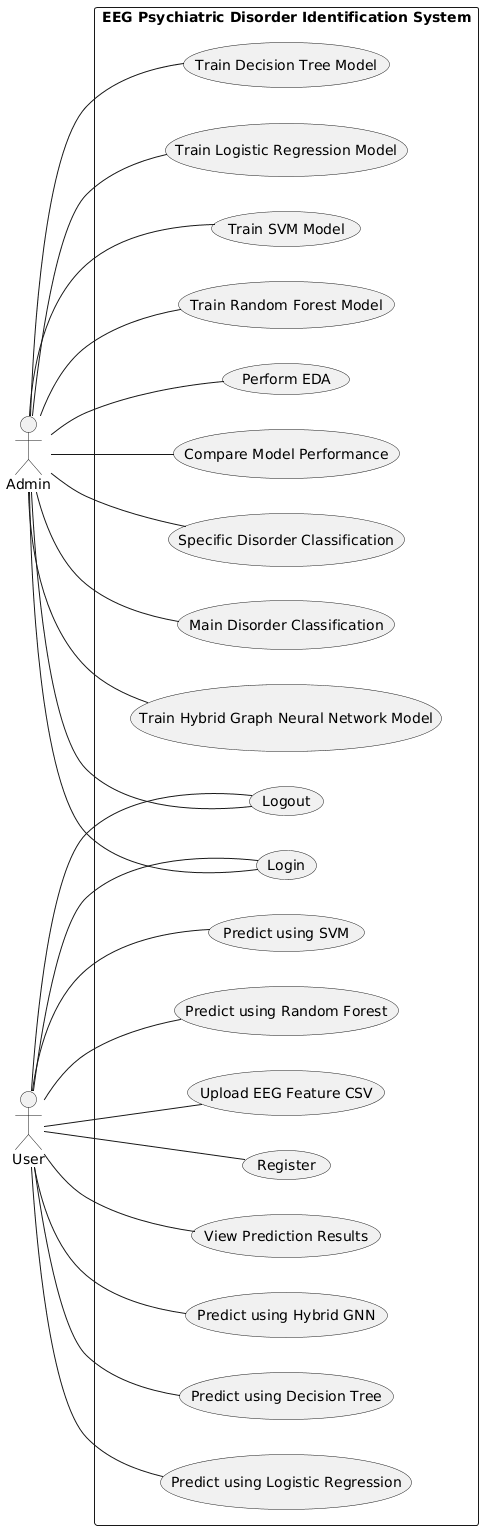 EEG Psychiatric Disorder Identification System
Train Decision Tree Model
Train Logistic Regression Model
Train SVM Model
Train Random Forest Model
Perform EDA
Compare Model Performance
Admin
Specific Disorder Classification
Main Disorder Classification
Train Hybrid Graph Neural Network Model
Logout
Login
Predict using SVM
Predict using Random Forest
Upload EEG Feature CSV
User
Register
View Prediction Results
Predict using Hybrid GNN
Predict using Decision Tree
Predict using Logistic Regression